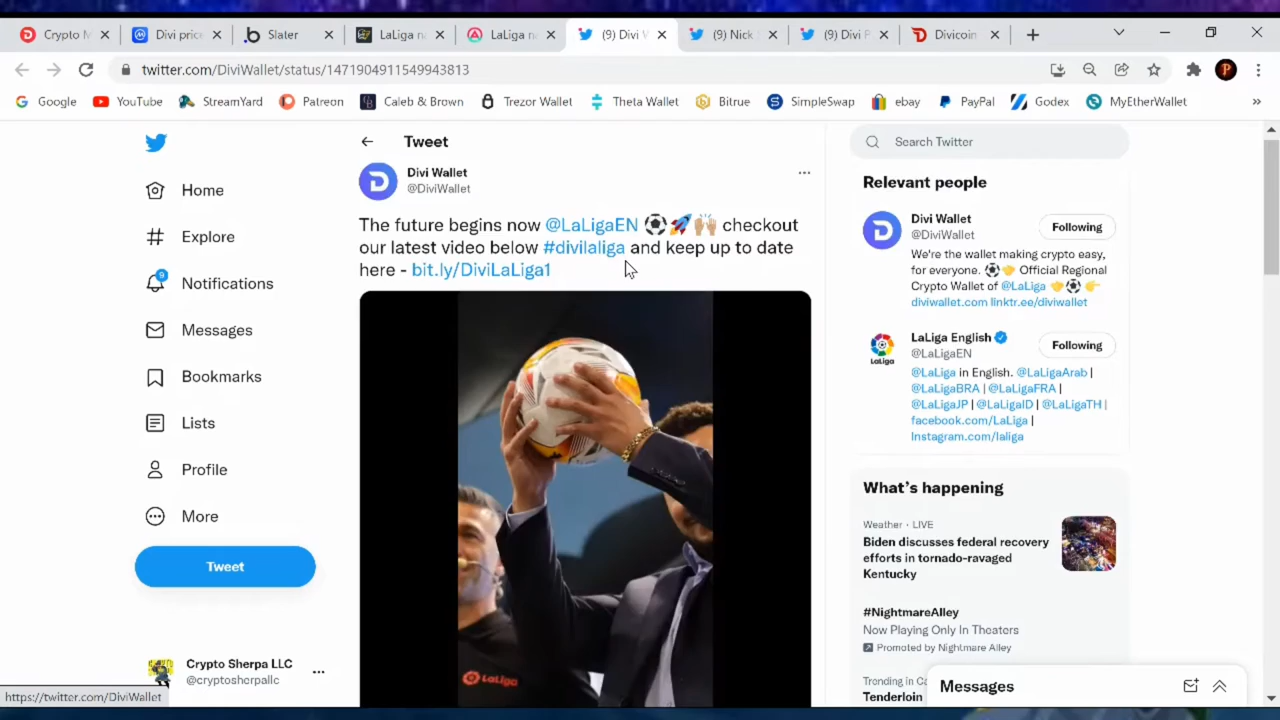 Crypto M
Divi price
Slater
LaLiga na
LaLiga na
(9) Divi W
(9) Nick S
(9) Divi P
Divicoin
twitter.com/DiviWallet/status/1471904911549943813
Google
YouTube
StreamYard
Patreon
Caleb & Brown
Trezor Wallet
Theta Wallet
Bitrue
SimpleSwap
ebay
PayPal
Godex
MyEtherWallet
»
Home
Explore
9
Notifications
Messages
Bookmarks
Lists
Profile
More
Tweet
Crypto Sherpa LLC
@cryptosherpallc
https://twitter.com/DiviWallet
Tweet
Divi Wallet
@DiviWallet
The future begins now @LaLigaEN ⚽🚀🙌🏼 checkout
our latest video below #divilaliga and keep up to date
here - bit.ly/DiviLaLiga1
LaLiga
Search Twitter
Relevant people
Divi Wallet
@DiviWallet
Following
We're the wallet making crypto easy,
for everyone. ⚽🤝 Official Regional
Crypto Wallet of @LaLiga 🤝⚽👉
diviwallet.com linktr.ee/diviwallet
LaLiga
LaLiga English
@LaLigaEN
Following
@LaLiga in English. @LaLigaArab |
@LaLigaBRA | @LaLigaFRA |
@LaLigaJP | @LaLigaID | @LaLigaTH |
facebook.com/LaLiga |
Instagram.com/laliga
What's happening
Weather · LIVE
Biden discusses federal recovery
efforts in tornado-ravaged
Kentucky
#NightmareAlley
Now Playing Only In Theaters
Promoted by Nightmare Alley
Trending in Ca
Tenderloin
Messages